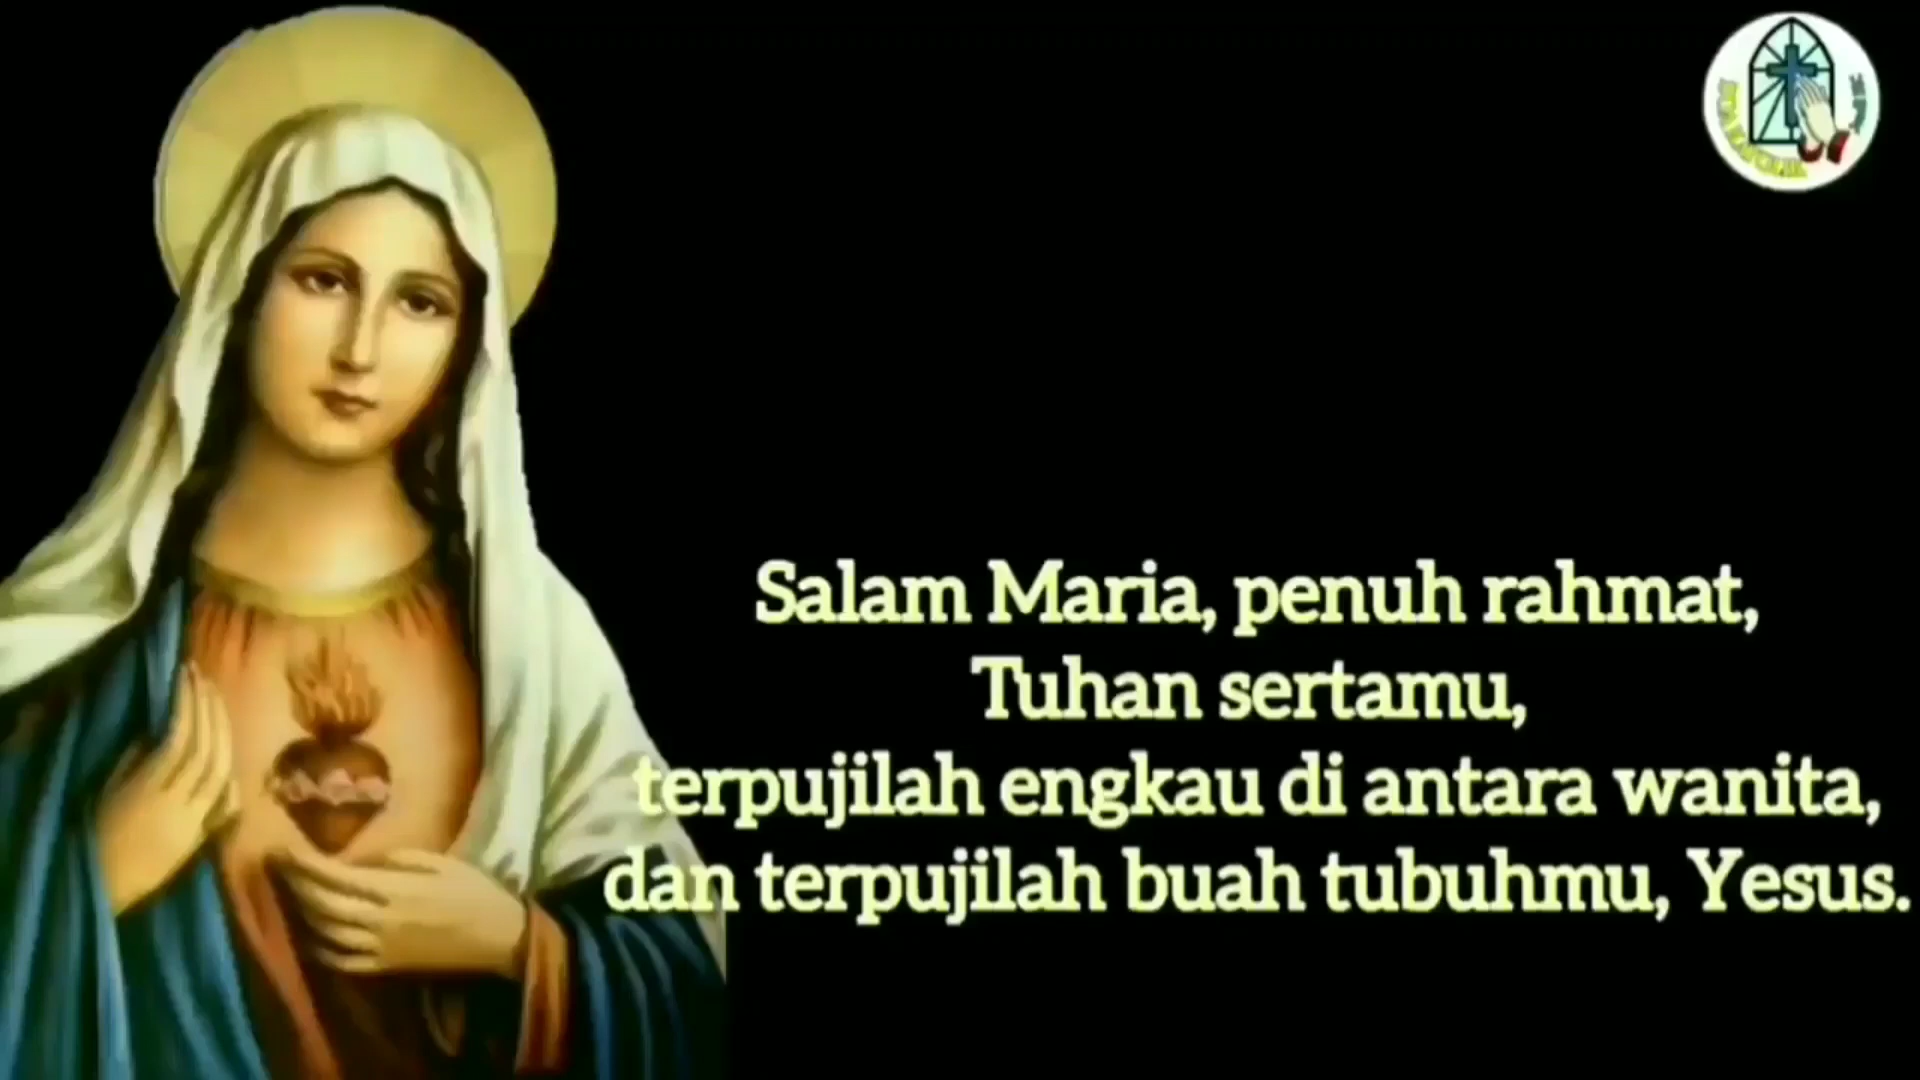 Salam Maria, penuh rahmat,
Tuhan sertamu,
terpujilah engkau di antara wanita,
dan terpujilah buah tubuhmu, Yesus.